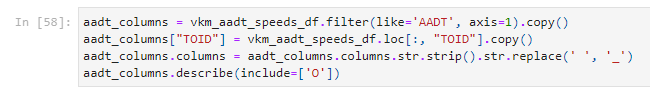 In [58]: aadt_columns = vkm_aadt_speeds_df.filter(like='AADT', axis=1).copy()
aadt_columns["TOID"] = vkm_aadt_speeds_df.loc[:, "TOID"].copy()
aadt_columns.columns = aadt_columns.columns.str.strip().str.replace(' ', '_')
aadt_columns.describe(include=['O'])